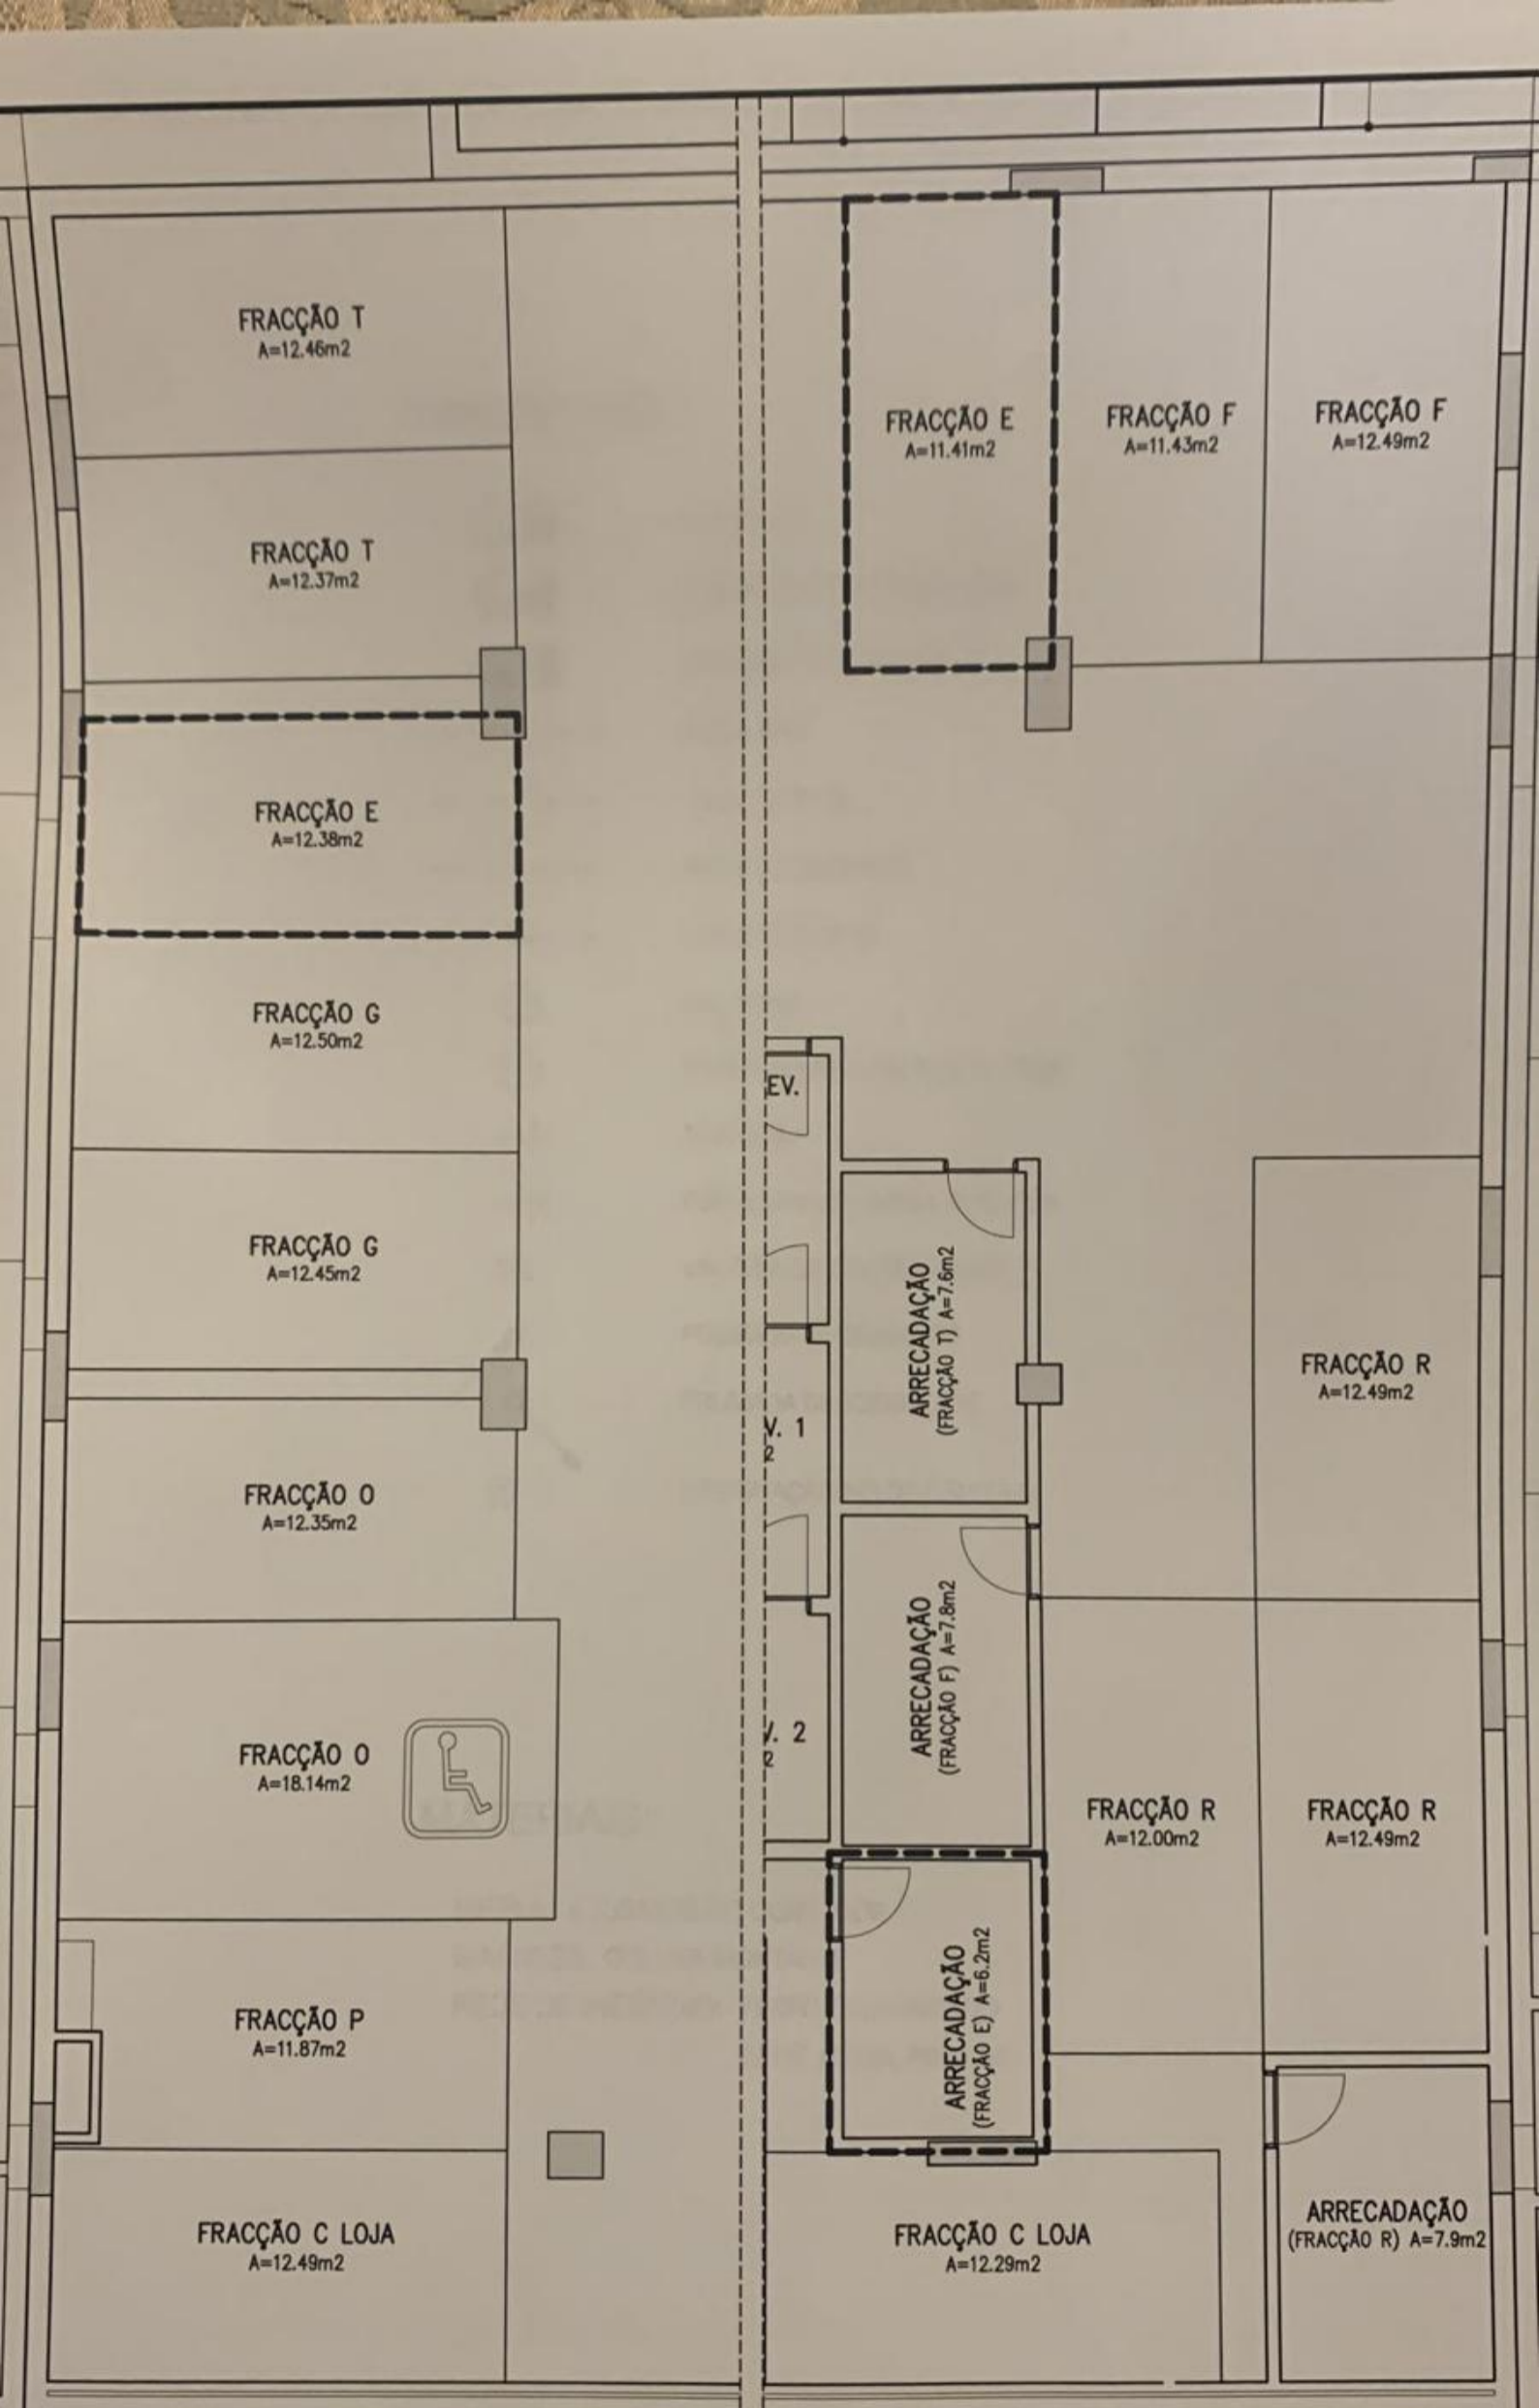 FRACÇÃO T
A=12.46m2
FRACÇÃO T
A=12.37m2
FRACÇÃO E
A=12.38m2
FRACÇÃO G
A=12.50m2
FRACÇÃO G
A=12.45m2
FRACÇÃO O
A=12.35m2
FRACÇÃO O
A=18.14m2
FRACÇÃO P
A=11.87m2
FRACÇÃO C LOJA
A=12.49m2
FRACÇÃO E
A=11.41m2
FRACÇÃO F
A=11.43m2
FRACÇÃO F
A=12.49m2
EV.
V. 1
2
V. 2
2
ARRECADAÇÃO
(FRACÇÃO T) A=7.6m2
ARRECADAÇÃO
(FRACÇÃO F) A=7.8m2
ARRECADAÇÃO
(FRACÇÃO E) A=6.2m2
FRACÇÃO R
A=12.49m2
FRACÇÃO R
A=12.00m2
FRACÇÃO R
A=12.49m2
FRACÇÃO C LOJA
A=12.29m2
ARRECADAÇÃO
(FRACÇÃO R) A=7.9m2